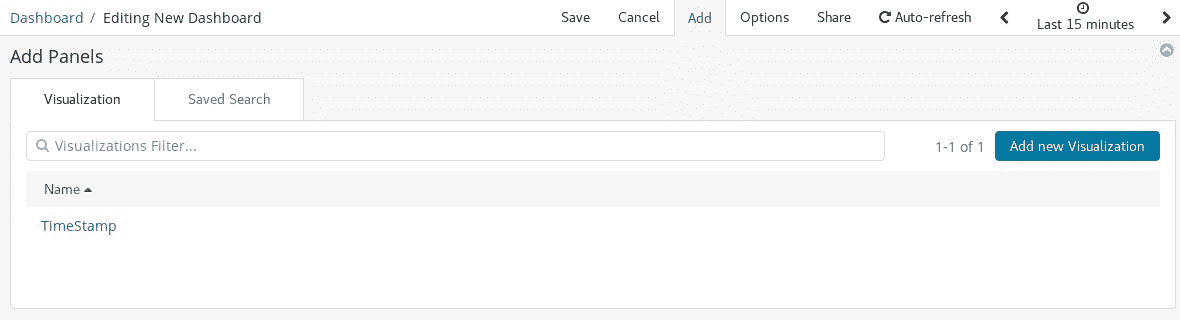 Dashboard / Editing New Dashboard Save Cancel Add Options Share Auto-refresh Last 15 minutes
Add Panels
Visualization Saved Search
Visualizations Filter... 1-1 of 1 Add new Visualization
Name
TimeStamp